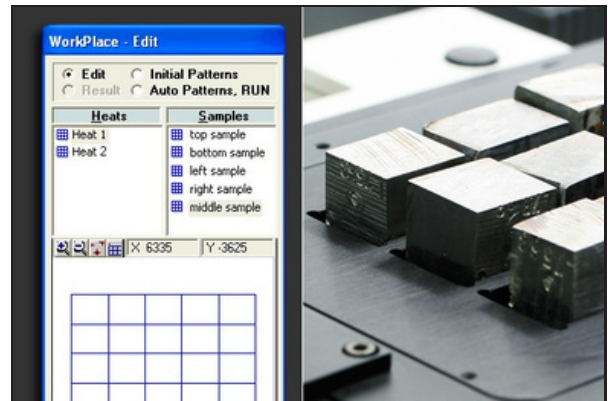 WorkPlace - Edit
Edit Initial Patterns
Result Auto Patterns, RUN
Heats Samples
Heat 1 top sample
Heat 2 bottom sample
left sample
right sample
middle sample
X 6335 Y -3625